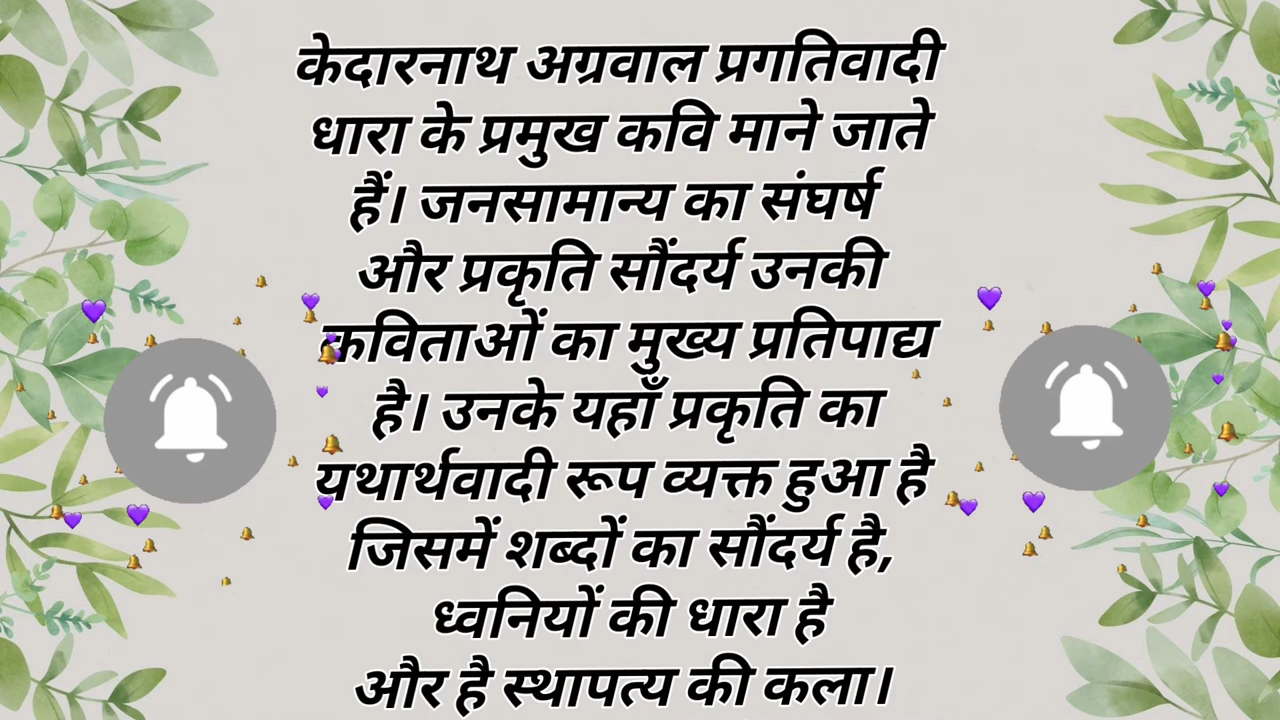 केदारनाथ अग्रवाल प्रगतिवादी
धारा के प्रमुख कवि माने जाते
हैं। जनसामान्य का संघर्ष
और प्रकृति सौंदर्य उनकी
कविताओं का मुख्य प्रतिपाद्य
है। उनके यहाँ प्रकृति का
यथार्थवादी रूप व्यक्त हुआ है
जिसमें शब्दों का सौंदर्य है,
ध्वनियों की धारा है
और है स्थापत्य की कला।